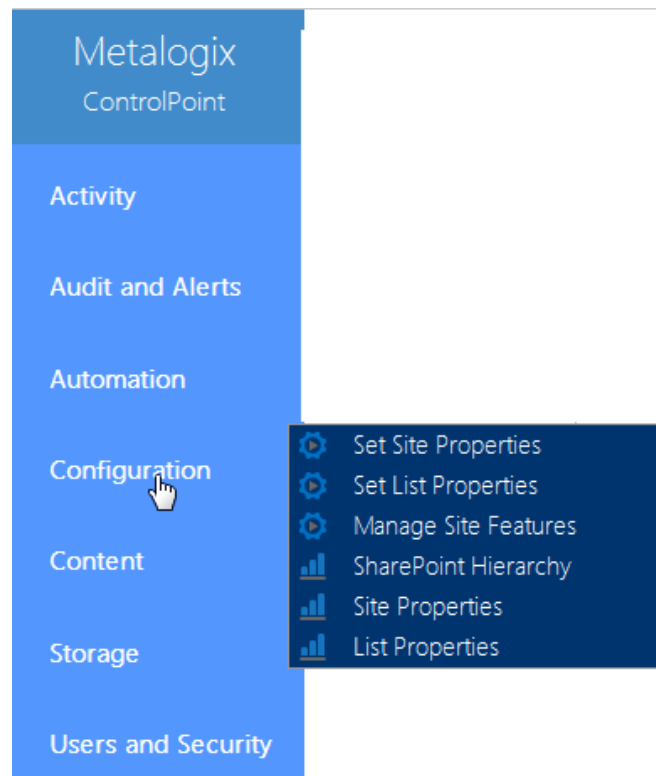 Metalogix
ControlPoint
Activity
Audit and Alerts
Automation
Configuration
Set Site Properties
Set List Properties
Manage Site Features
SharePoint Hierarchy
Site Properties
List Properties
Content
Storage
Users and Security